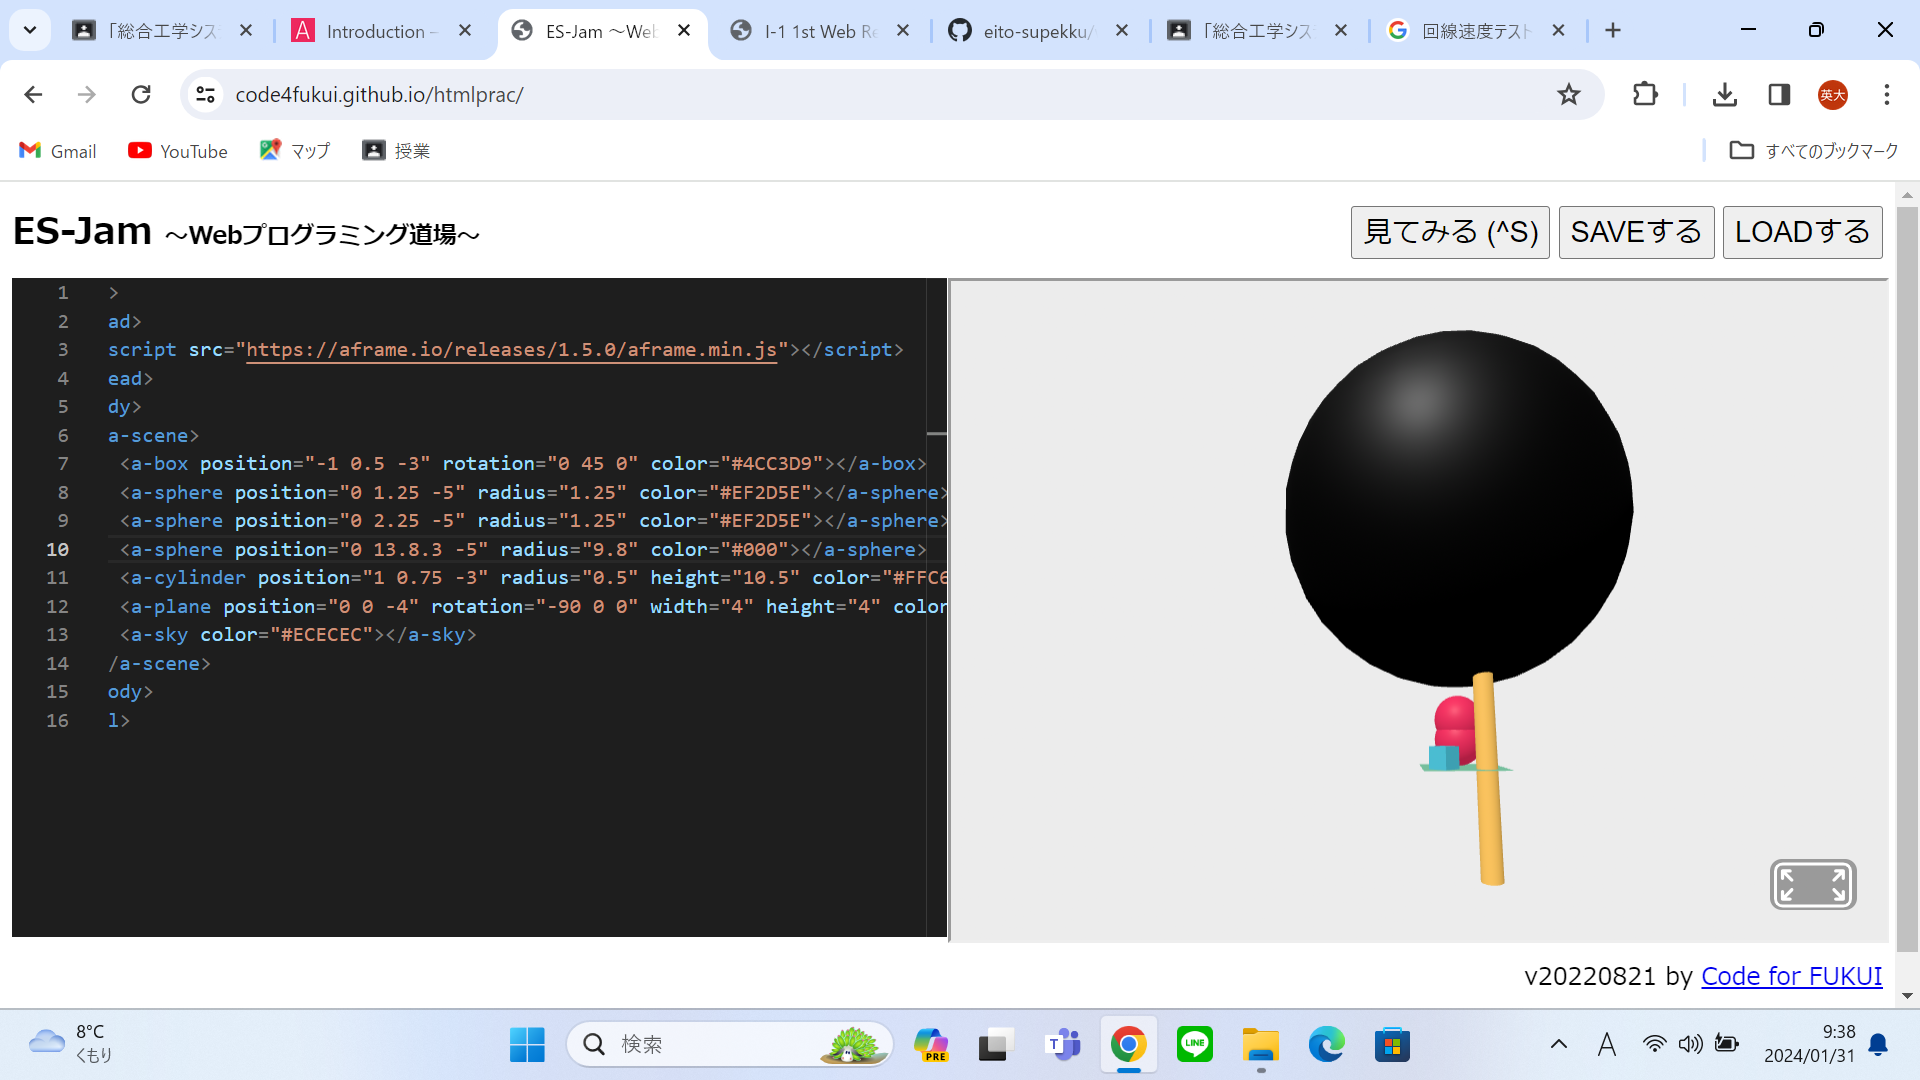 「総合工学シス
Introduction –
ES-Jam ～Web
I-1 1st Web Re
eito-supekku/
「総合工学シス
回線速度テスト
code4fukui.github.io/htmlprac/
英大
Gmail
YouTube
マップ
授業
すべてのブックマーク
ES-Jam ～Webプログラミング道場～
見てみる (^S)
SAVEする
LOADする
1 >
2 ad>
3 script src="https://aframe.io/releases/1.5.0/aframe.min.js"></script>
4 ead>
5 dy>
6 a-scene>
7 <a-box position="-1 0.5 -3" rotation="0 45 0" color="#4CC3D9"></a-box>
8 <a-sphere position="0 1.25 -5" radius="1.25" color="#EF2D5E"></a-sphere>
9 <a-sphere position="0 2.25 -5" radius="1.25" color="#EF2D5E"></a-sphere>
10 <a-sphere position="0 13.8.3 -5" radius="9.8" color="#000"></a-sphere>
11 <a-cylinder position="1 0.75 -3" radius="0.5" height="10.5" color="#FFC6
12 <a-plane position="0 0 -4" rotation="-90 0 0" width="4" height="4" color
13 <a-sky color="#ECECEC"></a-sky>
14 /a-scene>
15 ody>
16 l>
v20220821 by Code for FUKUI
8°C
くもり
検索
PRE
T
LINE
A
9:38
2024/01/31